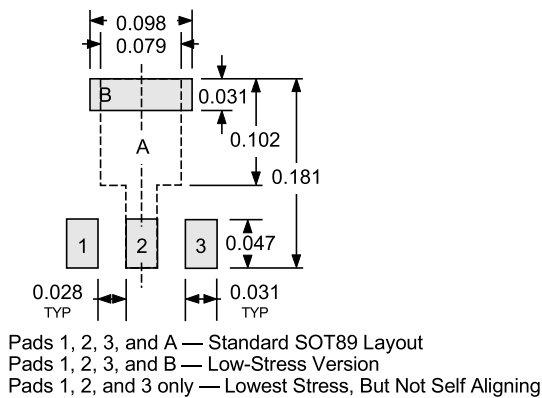 0.098
0.079
B
0.031
A
0.102
0.181
1
2
3
0.047
0.028
TYP
0.031
TYP
Pads 1, 2, 3, and A — Standard SOT89 Layout
Pads 1, 2, 3, and B — Low-Stress Version
Pads 1, 2, and 3 only — Lowest Stress, But Not Self Aligning